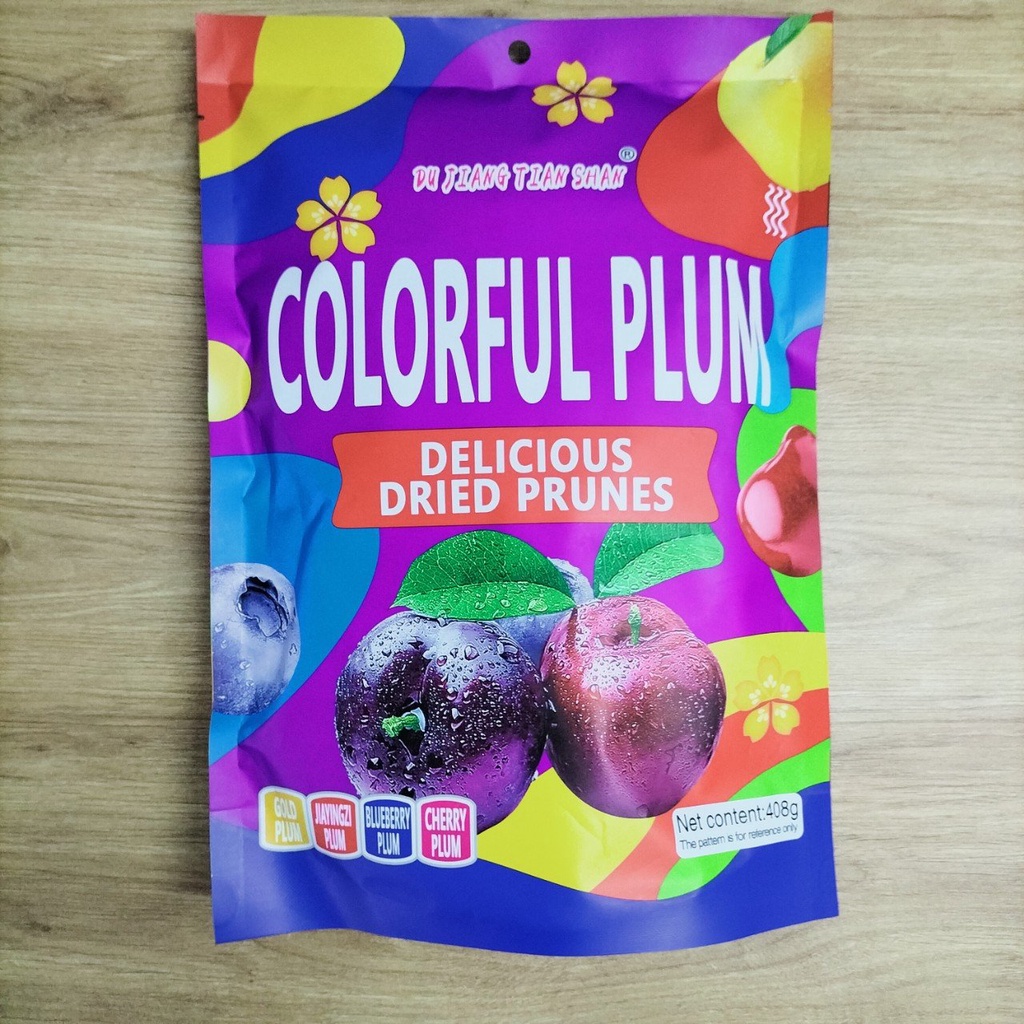 DU JIANG TIAN SHAN ®
COLORFUL PLUM
DELICIOUS
DRIED PRUNES
GOLD
PLUM
JIAYINGZI
PLUM
BLUEBERRY
PLUM
CHERRY
PLUM
Net content:408g
The pattern is for reference only